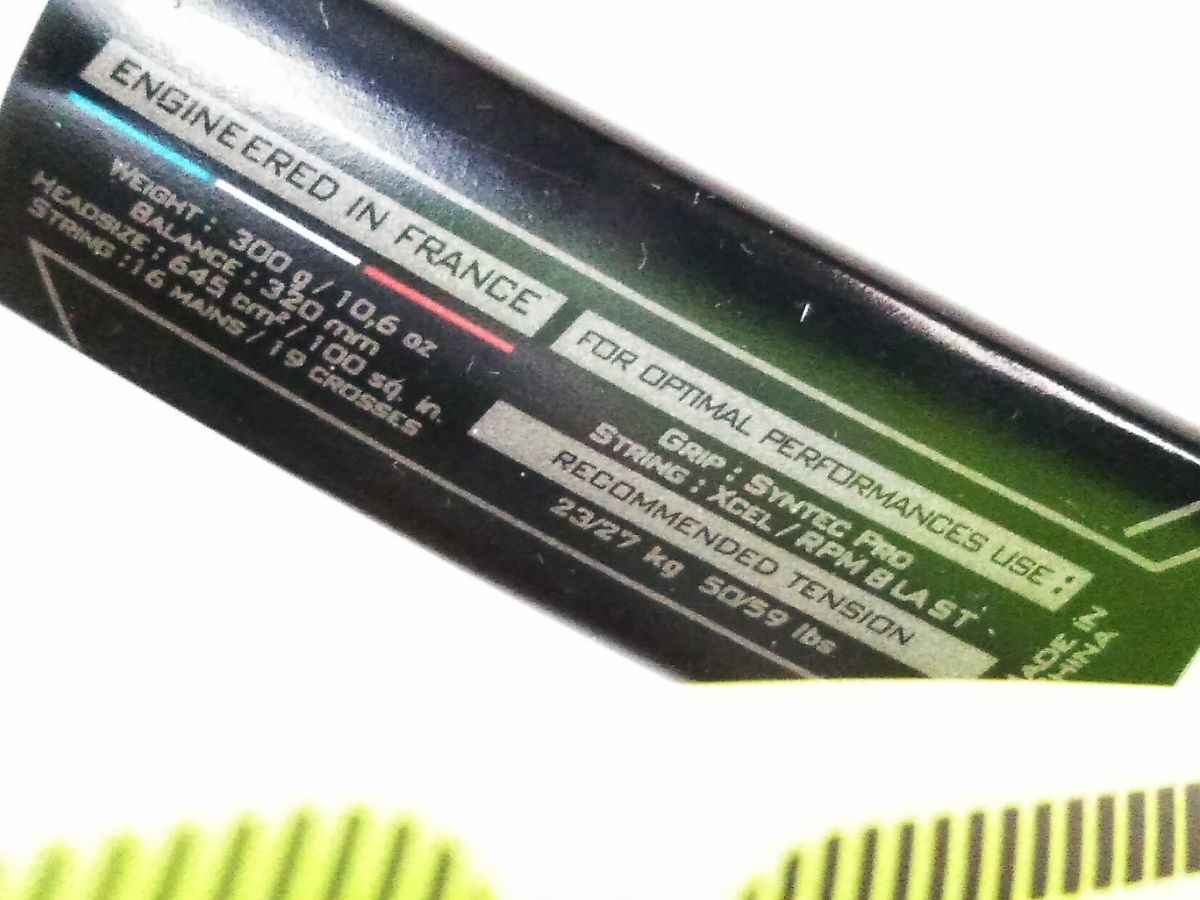 ENGINEERED IN FRANCE
WEIGHT : 300 g / 10,6 oz
BALANCE : 320 mm
HEADSIZE : 645 cm² / 100 sq. in.
STRING : 16 MAINS / 19 CROSSES
FOR OPTIMAL PERFORMANCES USE :
GRIP : SYNTEC PRO
STRING : XCEL / RPM BLAST
RECOMMENDED TENSION
23/27 kg 50/59 lbs